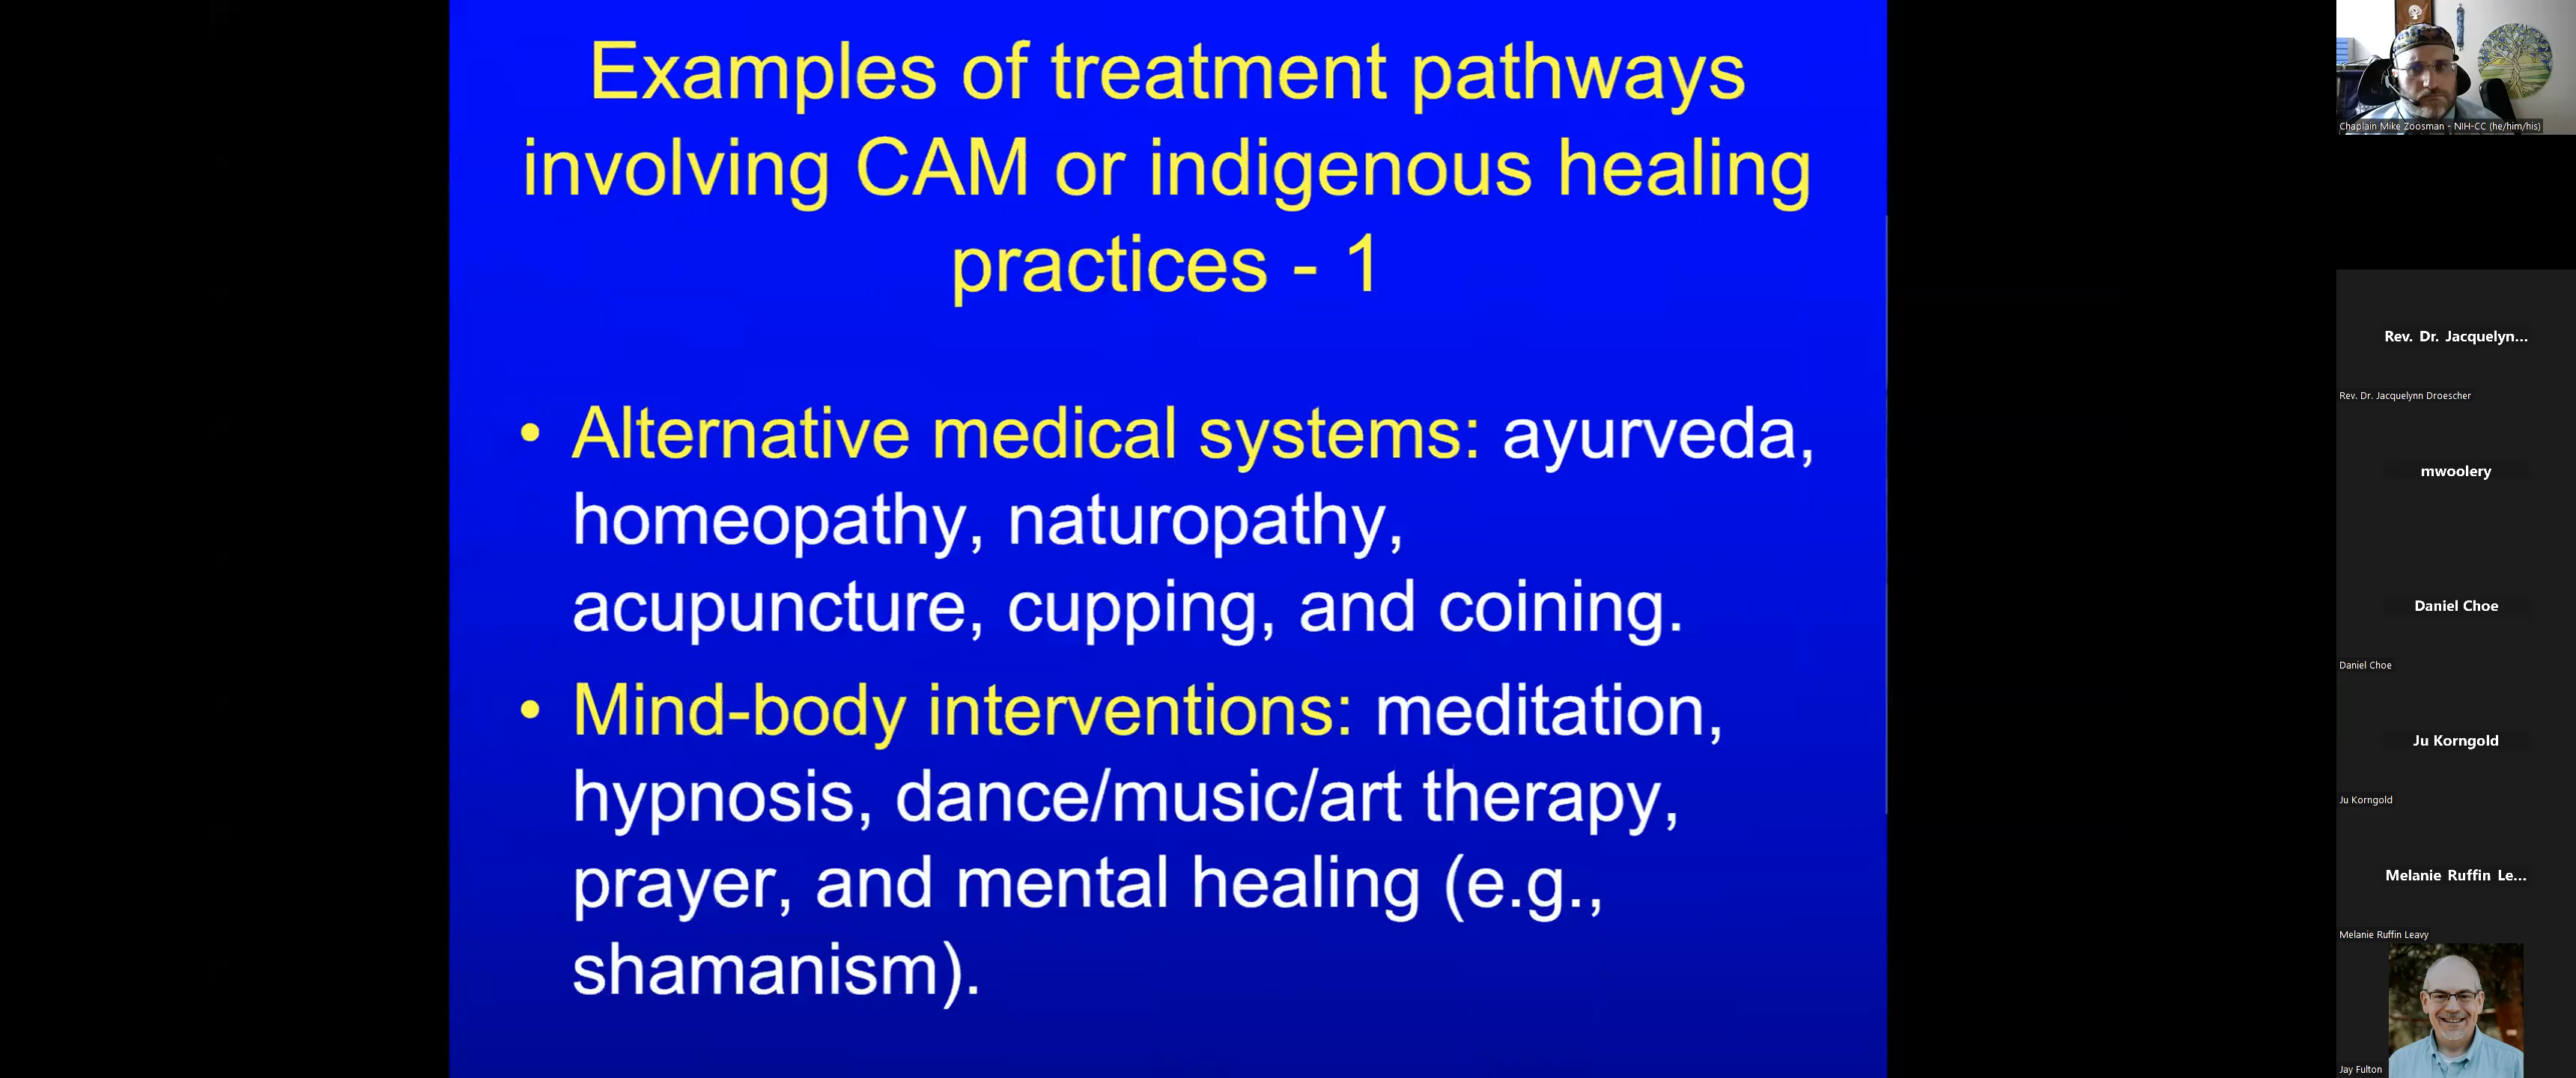 Examples of treatment pathways
involving CAM or indigenous healing
practices - 1
• Alternative medical systems: ayurveda,
homeopathy, naturopathy,
acupuncture, cupping, and coining.
• Mind-body interventions: meditation,
hypnosis, dance/music/art therapy,
prayer, and mental healing (e.g.,
shamanism).
Chaplain Mike Zoosman - NIH-CC (he/him/his)
Rev. Dr. Jacquelyn...
Rev. Dr. Jacquelynn Droescher
mwoolery
Daniel Choe
Daniel Choe
Ju Korngold
Ju Korngold
Melanie Ruffin Le...
Melanie Ruffin Leavy
Jay Fulton